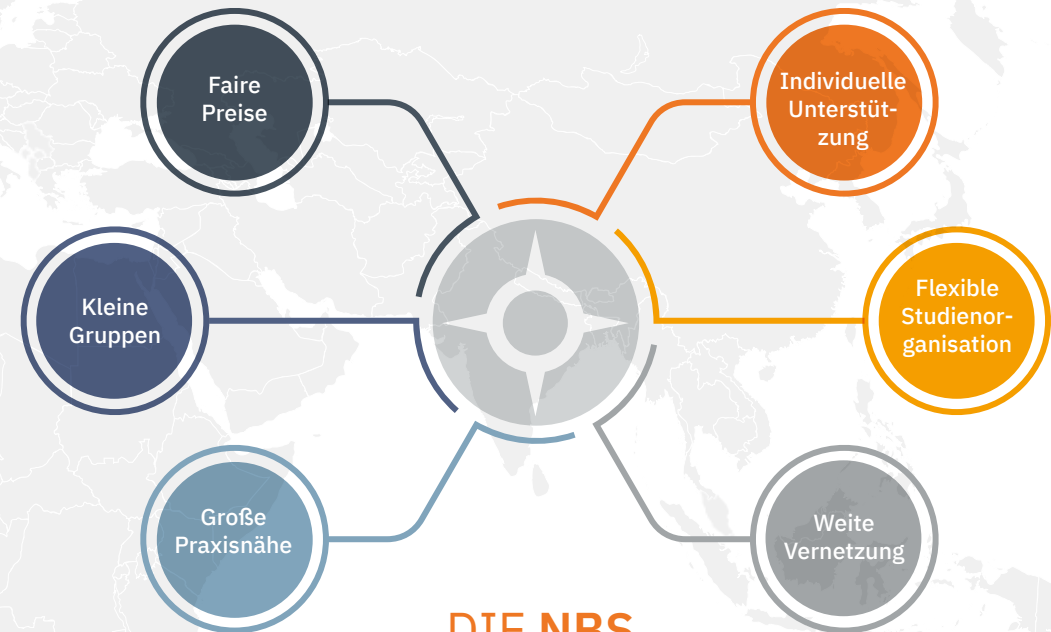 Faire
Preise
Individuelle
Unterstüt-
zung
Kleine
Gruppen
Flexible
Studienor-
ganisation
Große
Praxisnähe
Weite
Vernetzung
DIE NBS